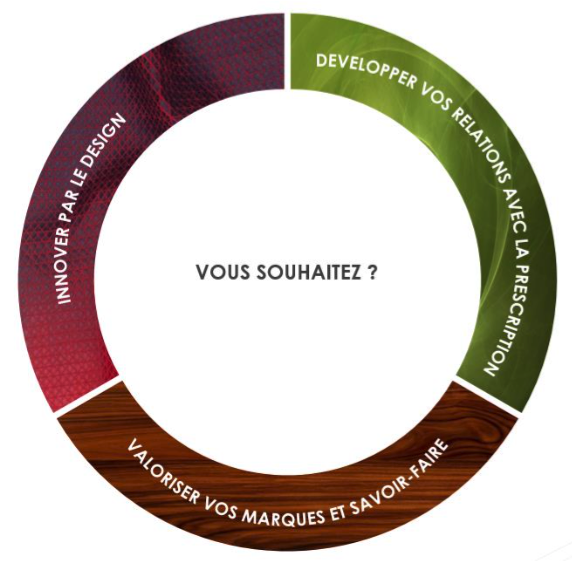 DEVELOPPER VOS RELATIONS AVEC LA PRESCRIPTION
INNOVER PAR LE DESIGN
VOUS SOUHAITEZ ?
VALORISER VOS MARQUES ET SAVOIR-FAIRE